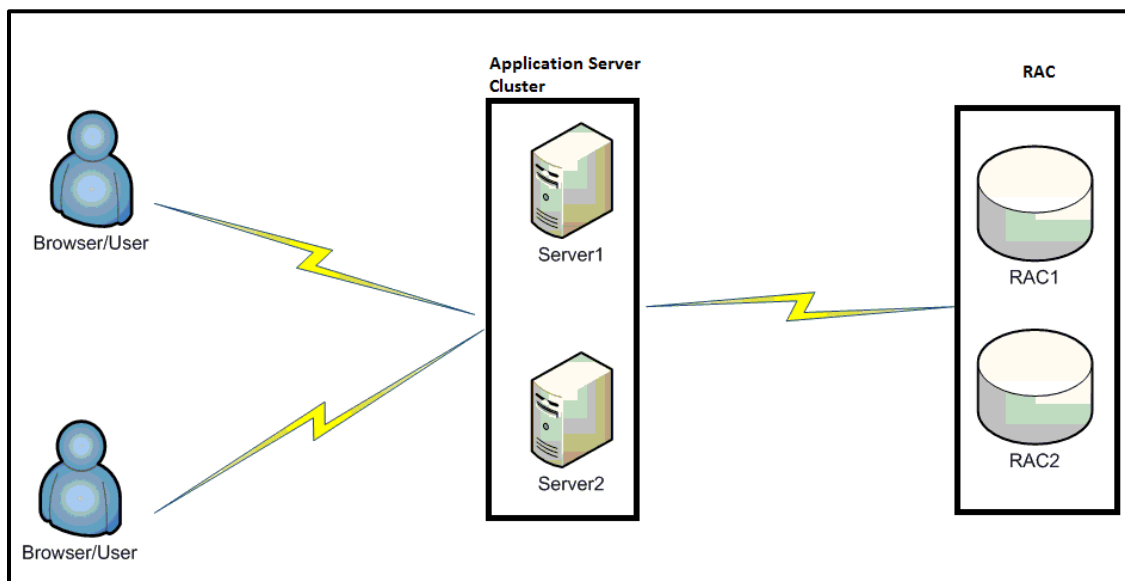 Application Server
Cluster
RAC
Browser/User
Server1
RAC1
Server2
RAC2
Browser/User